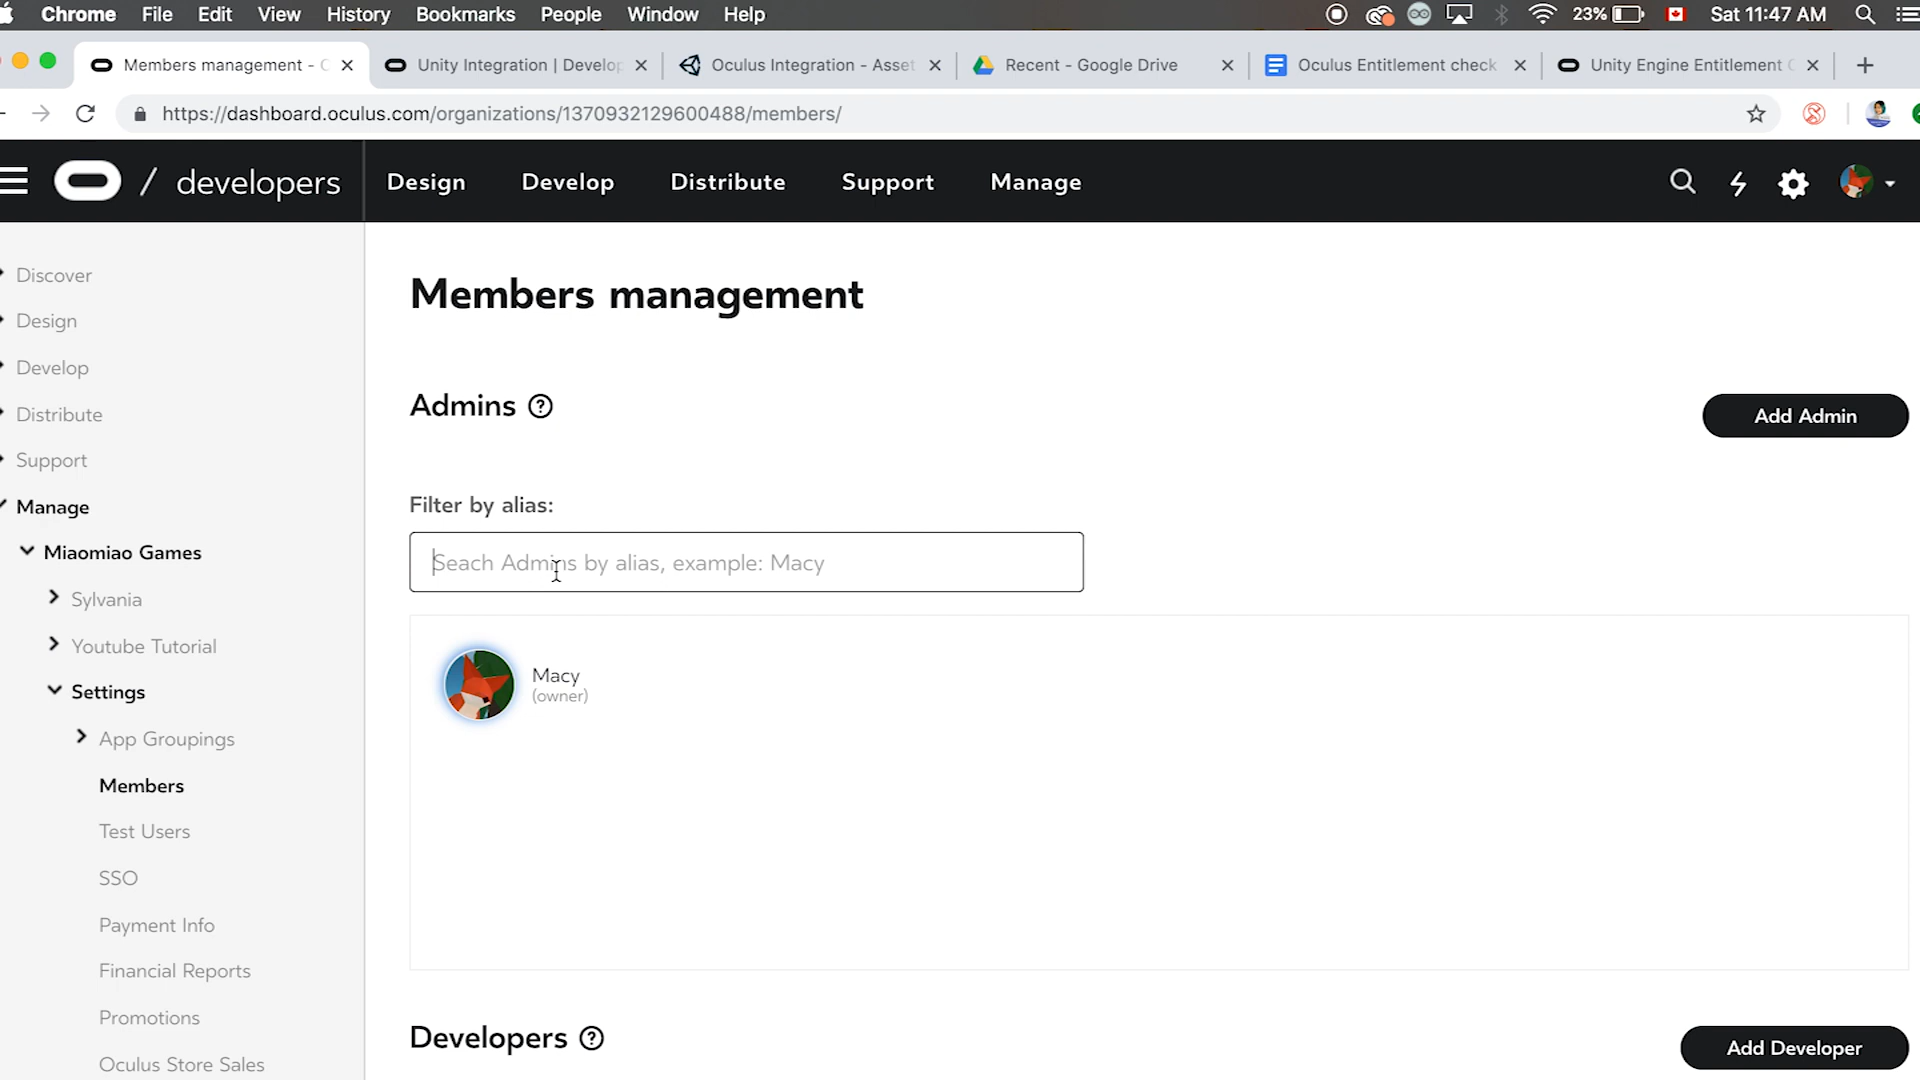 Chrome File Edit View History Bookmarks People Window Help 23% Sat 11:47 AM
Members management - Unity Integration | Develop Oculus Integration - Asset Recent - Google Drive Oculus Entitlement check Unity Engine Entitlement
https://dashboard.oculus.com/organizations/1370932129600488/members/
/ developers Design Develop Distribute Support Manage
Discover
Design
Develop
Distribute
Support
Manage
Miaomiao Games
Sylvania
Youtube Tutorial
Settings
App Groupings
Members
Test Users
SSO
Payment Info
Financial Reports
Promotions
Oculus Store Sales
Members management
Admins ?
Add Admin
Filter by alias:
Seach Admins by alias, example: Macy
Macy
(owner)
Developers ?
Add Developer